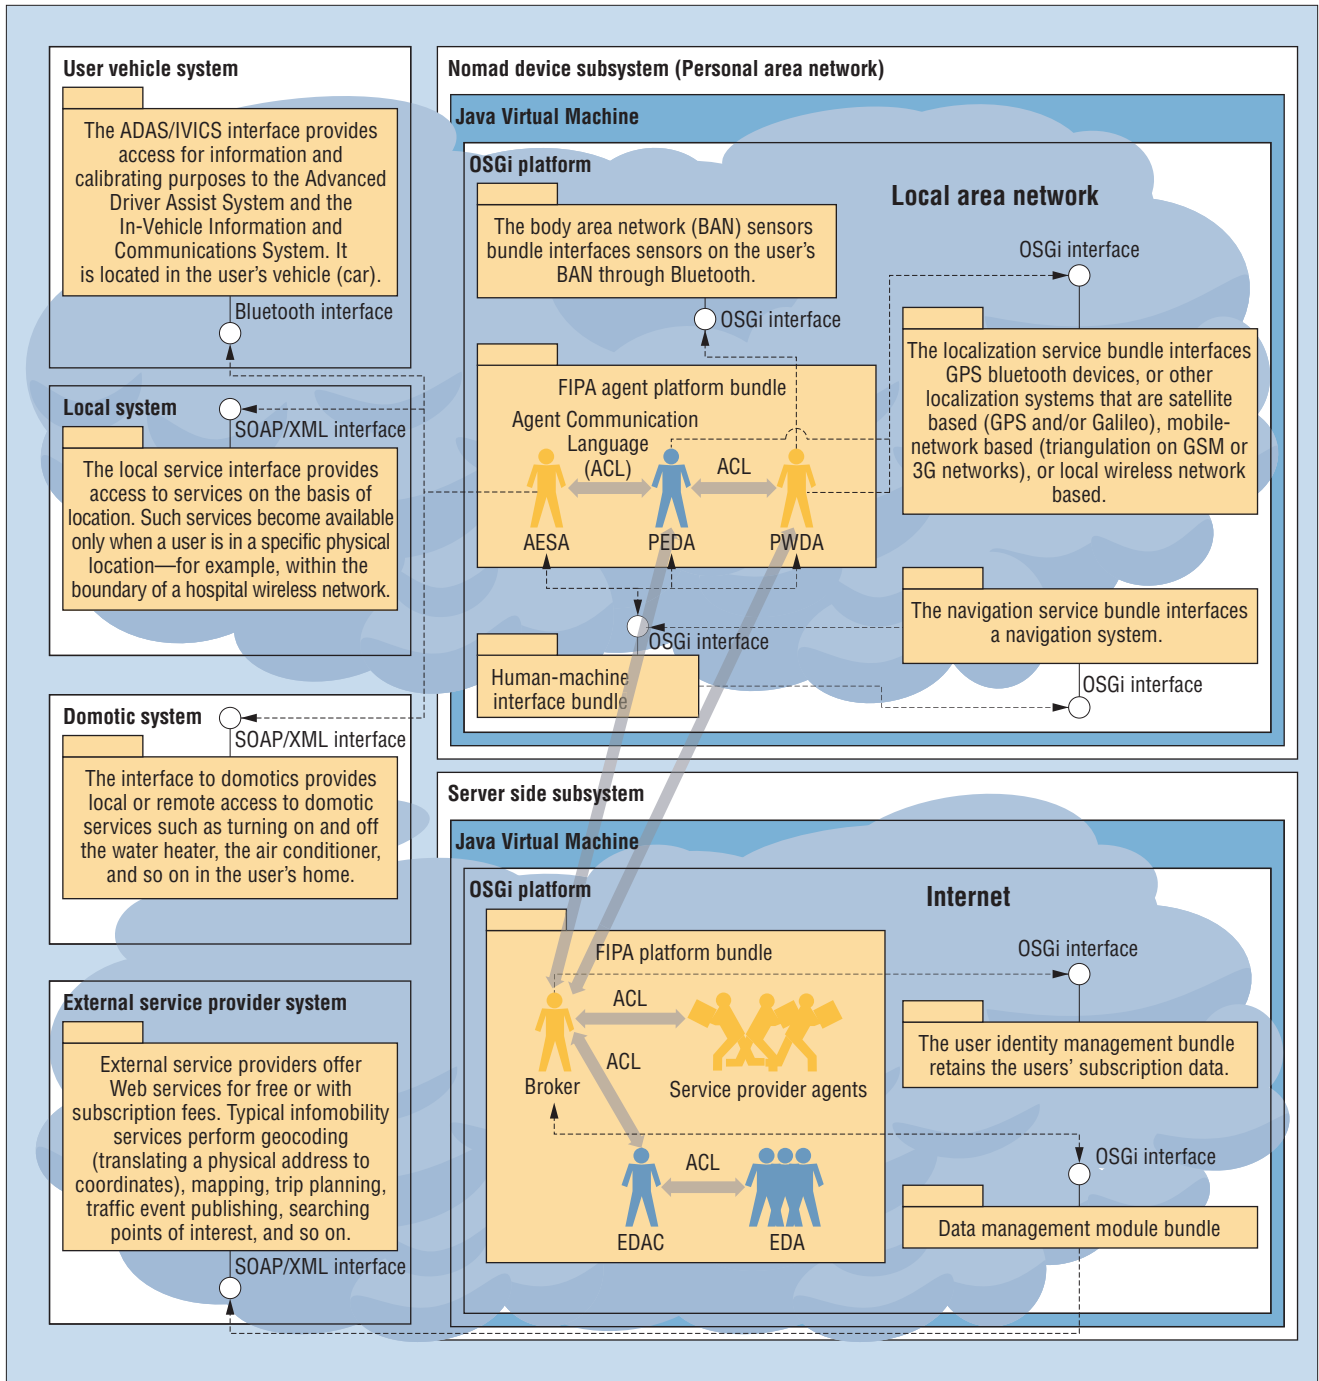 User vehicle system
The ADAS/IVICS interface provides
access for information and
calibrating purposes to the Advanced
Driver Assist System and the
In-Vehicle Information and
Communications System. It
is located in the user's vehicle (car).
Bluetooth interface
Local system
SOAP/XML interface
The local service interface provides
access to services on the basis of
location. Such services become available
only when a user is in a specific physical
location—for example, within the
boundary of a hospital wireless network.
Domotic system
SOAP/XML interface
The interface to domotics provides
local or remote access to domotic
services such as turning on and off
the water heater, the air conditioner,
and so on in the user's home.
External service provider system
External service providers offer
Web services for free or with
subscription fees. Typical infomobility
services perform geocoding
(translating a physical address to
coordinates), mapping, trip planning,
traffic event publishing, searching
points of interest, and so on.
SOAP/XML interface
Nomad device subsystem (Personal area network)
Java Virtual Machine
OSGi platform
Local area network
The body area network (BAN) sensors
bundle interfaces sensors on the user's
BAN through Bluetooth.
OSGi interface
OSGi interface
The localization service bundle interfaces
GPS bluetooth devices, or other
localization systems that are satellite
based (GPS and/or Galileo), mobile-
network based (triangulation on GSM or
3G networks), or local wireless network
based.
FIPA agent platform bundle
Agent Communication
Language
(ACL)
ACL
AESA
PEDA
PWDA
OSGi interface
Human-machine
interface bundle
The navigation service bundle interfaces
a navigation system.
OSGi interface
Server side subsystem
Java Virtual Machine
OSGi platform
Internet
FIPA platform bundle
OSGi interface
ACL
ACL
Broker
Service provider agents
The user identity management bundle
retains the users' subscription data.
ACL
OSGi interface
EDAC
EDA
Data management module bundle